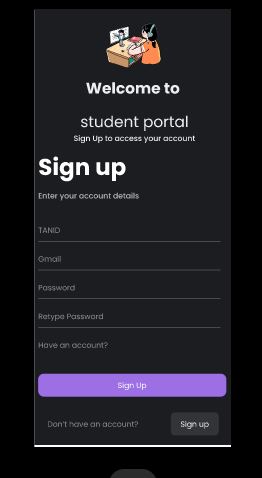 Welcome to
student portal
Sign Up to access your account
Sign up
Enter your account details
TANID
Gmail
Password
Retype Password
Have an account?
Sign Up
Don't have an account?
Sign up